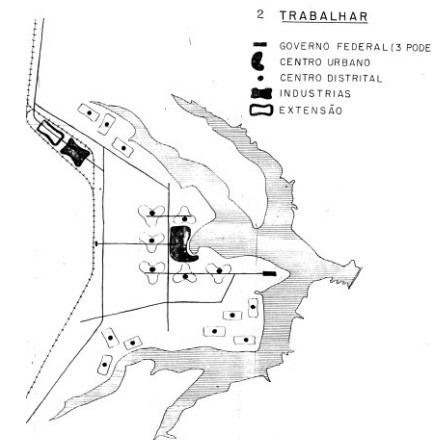 2 TRABALHAR
GOVERNO FEDERAL (3 PODE
CENTRO URBANO
CENTRO DISTRITAL
INDUSTRIAS
EXTENSÃO